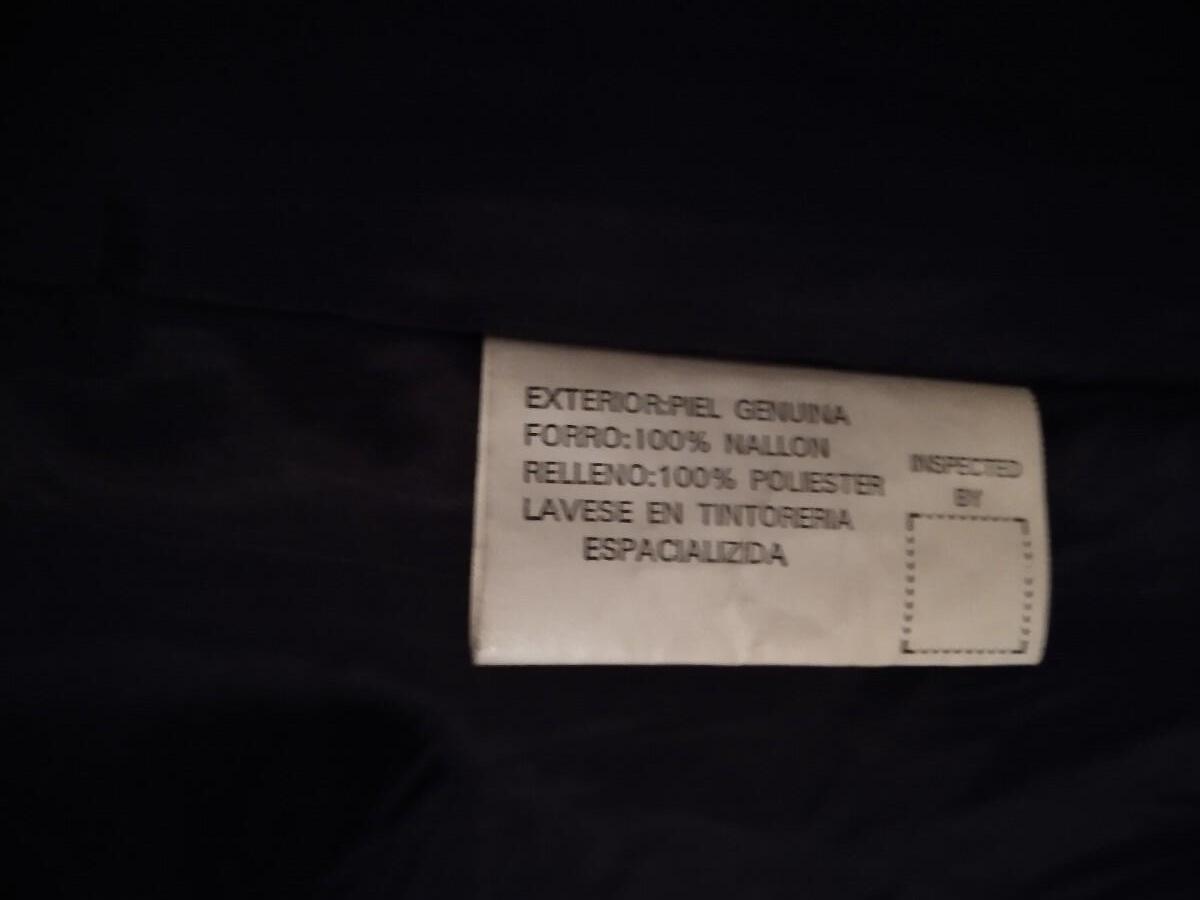 EXTERIOR:PIEL GENUINA
FORRO:100% NALLON
RELLENO:100% POLIESTER
LAVESE EN TINTORERIA
ESPACIALIZIDA
INSPECTED
BY